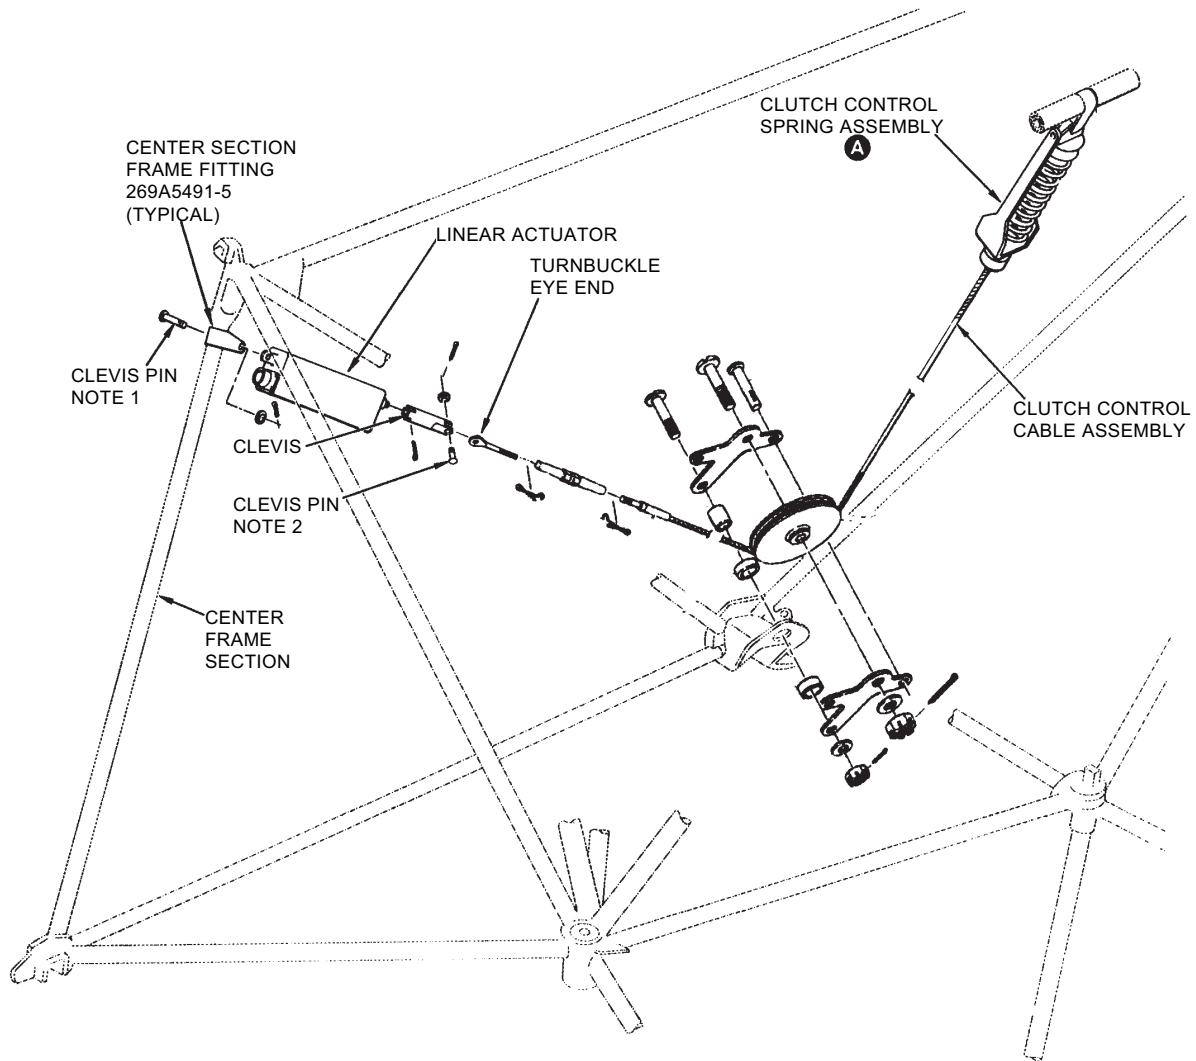 CLUTCH CONTROL
SPRING ASSEMBLY
A
CENTER SECTION
FRAME FITTING
269A5491-5
(TYPICAL)
LINEAR ACTUATOR
TURNBUCKLE
EYE END
CLEVIS PIN
NOTE 1
CLUTCH CONTROL
CABLE ASSEMBLY
CLEVIS
CLEVIS PIN
NOTE 2
CENTER
FRAME
SECTION